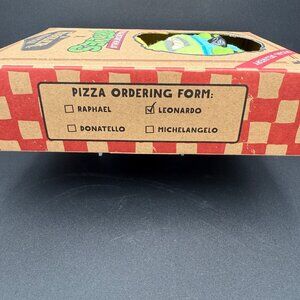 PIZZA ORDERING FORM:
RAPHAEL LEONARDO
DONATELLO MICHELANGELO